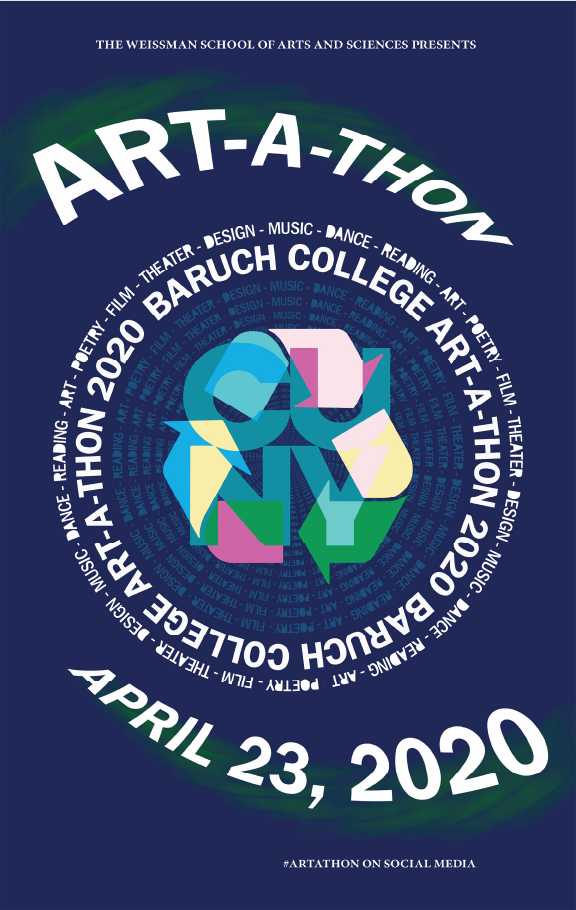 THE WEISSMAN SCHOOL OF ARTS AND SCIENCES PRESENTS
ART-A-THON
THEATER - DESIGN - MUSIC - DANCE - READING - ART - POETRY - FILM - THEATER - DESIGN - MUSIC - DANCE - READING - ART POETRY - FILM - THEATER - DESIGN - MUSIC - DANCE - READING - ART - POETRY - FILM -
BARUCH COLLEGE ART-A-THON 2020 BARUCH COLLEGE ART-A-THON 2020
CU
NY
APRIL 23, 2020
#ARTATHON ON SOCIAL MEDIA